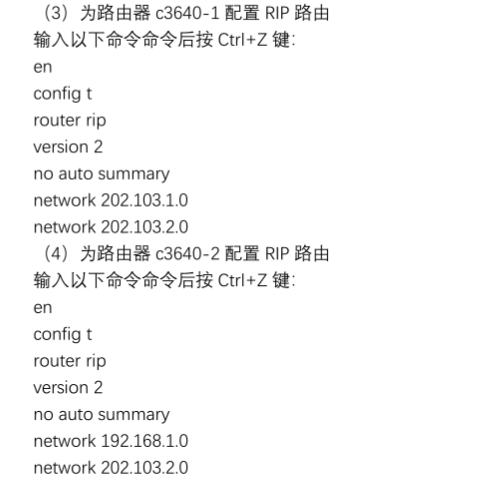 （3）为路由器 c3640-1 配置 RIP 路由
输入以下命令命令后按 Ctrl+Z 键：
en
config t
router rip
version 2
no auto summary
network 202.103.1.0
network 202.103.2.0
（4）为路由器 c3640-2 配置 RIP 路由
输入以下命令命令后按 Ctrl+Z 键：
en
config t
router rip
version 2
no auto summary
network 192.168.1.0
network 202.103.2.0